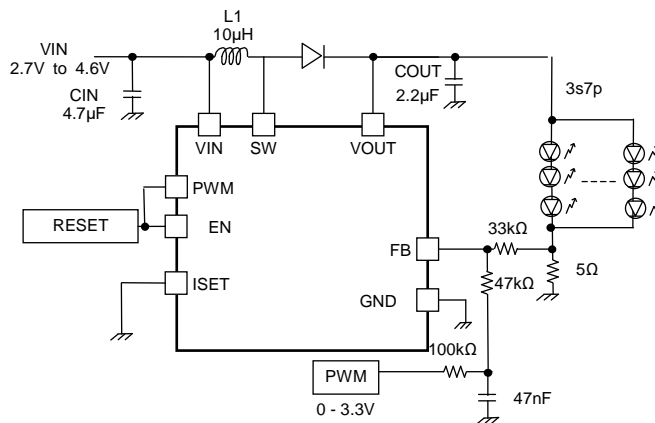 L1
10µH
VIN
2.7V to 4.6V
CIN
4.7µF
COUT
2.2µF
3s7p
VIN
SW
VOUT
PWM
RESET
EN
FB
33kΩ
47kΩ
5Ω
ISET
GND
100kΩ
PWM
0 - 3.3V
47nF